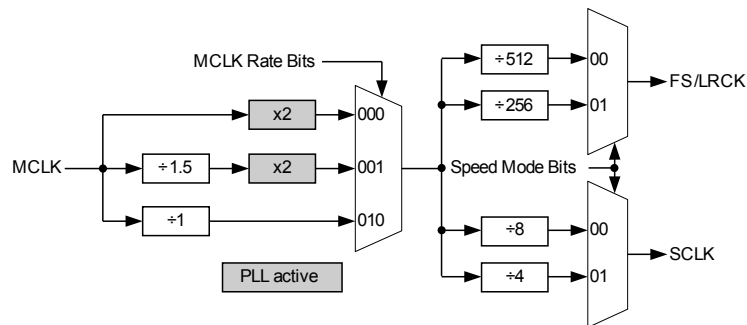 MCLK Rate Bits
÷512
00
FS/LRCK
x2
000
÷256
01
MCLK
÷1.5
x2
001
Speed Mode Bits
÷1
010
÷8
00
SCLK
PLL active
÷4
01